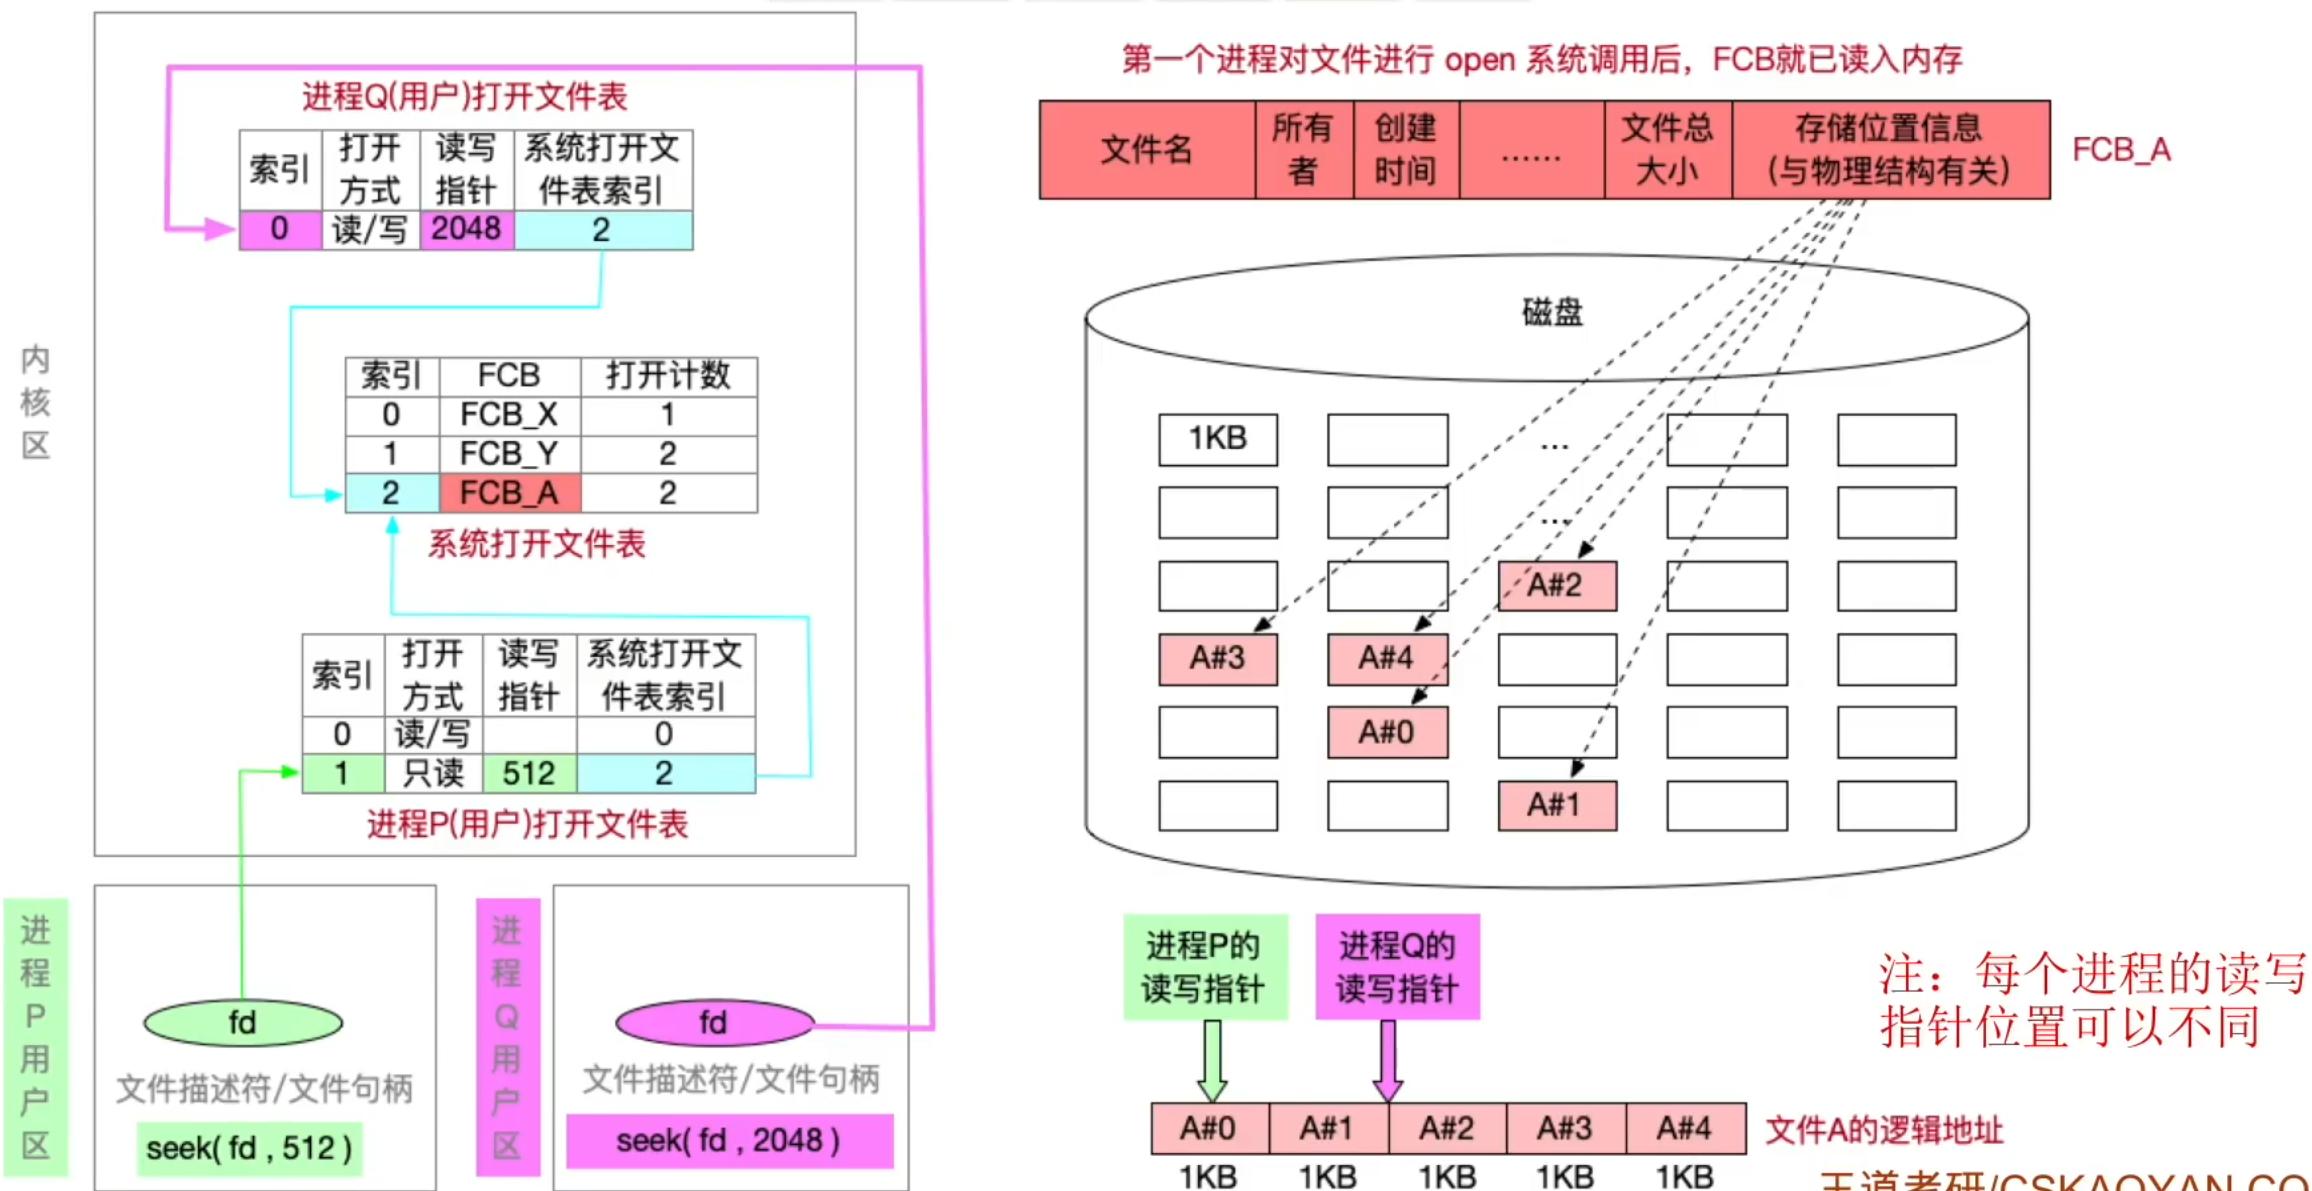 第一个进程对文件进行 open 系统调用后，FCB就已读入内存
进程Q(用户)打开文件表
索引 打开方式 读写指针 系统打开文件表索引
0 读/写 2048 2
内核区
索引 FCB 打开计数
0 FCB_X 1
1 FCB_Y 2
2 FCB_A 2
系统打开文件表
索引 打开方式 读写指针 系统打开文件表索引
0 读/写 0
1 只读 512 2
进程P(用户)打开文件表
进程P用户区
fd
文件描述符/文件句柄
seek( fd , 512 )
进程Q用户区
fd
文件描述符/文件句柄
seek( fd , 2048 )
文件名 所有者 创建时间 ...... 文件总大小 存储位置信息(与物理结构有关)
FCB_A
磁盘
1KB ...
...
A#2
A#3 A#4
A#0
A#1
进程P的
读写指针
进程Q的
读写指针
注：每个进程的读写
指针位置可以不同
A#0 A#1 A#2 A#3 A#4
文件A的逻辑地址
1KB 1KB 1KB 1KB 1KB
王道考研/CSKAOYAN.CO